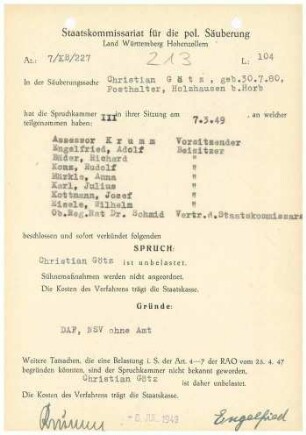 Staatskommissariat für die pol. Säuberung
Land Württemberg Hohenzollern
Az.: 7/KH/227 213 L: 104
In der Säuberungssache Christian Götz, geb.30.7.80,
Posthalter, Holzhausen b.Horb
hat die Spruchkammer III in ihrer Sitzung am 7.3.49, an welcher
teilgenommen haben:
Assessor Krumm Vorsitzender
Engelfried, Adolf Beisitzer
Bäder, Richard "
Konz, Rudolf "
Märkle, Anna "
Karl, Julius "
Kottmann, Josef "
Eisele, Wilhelm "
Ob.Reg.Rat Dr. Schmid Vertr.d.Staatskommissars
beschlossen und sofort verkündet folgenden
SPRUCH:
Christian Götz ist unbelastet.
Sühnemaßnahmen werden nicht angeordnet.
Die Kosten des Verfahrens trägt die Staatskasse.
Gründe:
DAF, NSV ohne Amt
Weitere Tatsachen, die eine Belastung i. S. der Art. 4—7 der RAO vom 25. 4. 47
begründen könnten, sind der Spruchkammer nicht bekannt geworden.
Christian Götz ist daher unbelastet.
Die Kosten des Verfahrens trägt die Staatskasse.
Krumm Engelfried